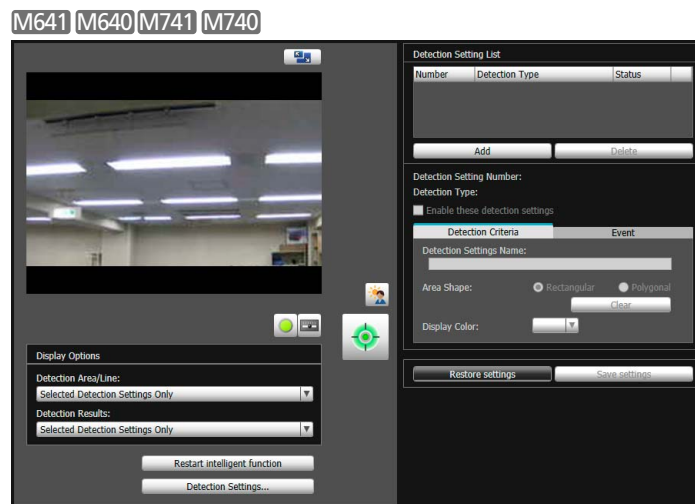 M641 M640 M741 M740
Detection Setting List
Number Detection Type Status
Add Delete
Detection Setting Number:
Detection Type:
Enable these detection settings
Detection Criteria Event
Detection Settings Name:
Area Shape: Rectangular Polygonal
Clear
Display Color:
Restore settings Save settings
Display Options
Detection Area/Line:
Selected Detection Settings Only
Detection Results:
Selected Detection Settings Only
Restart intelligent function
Detection Settings...